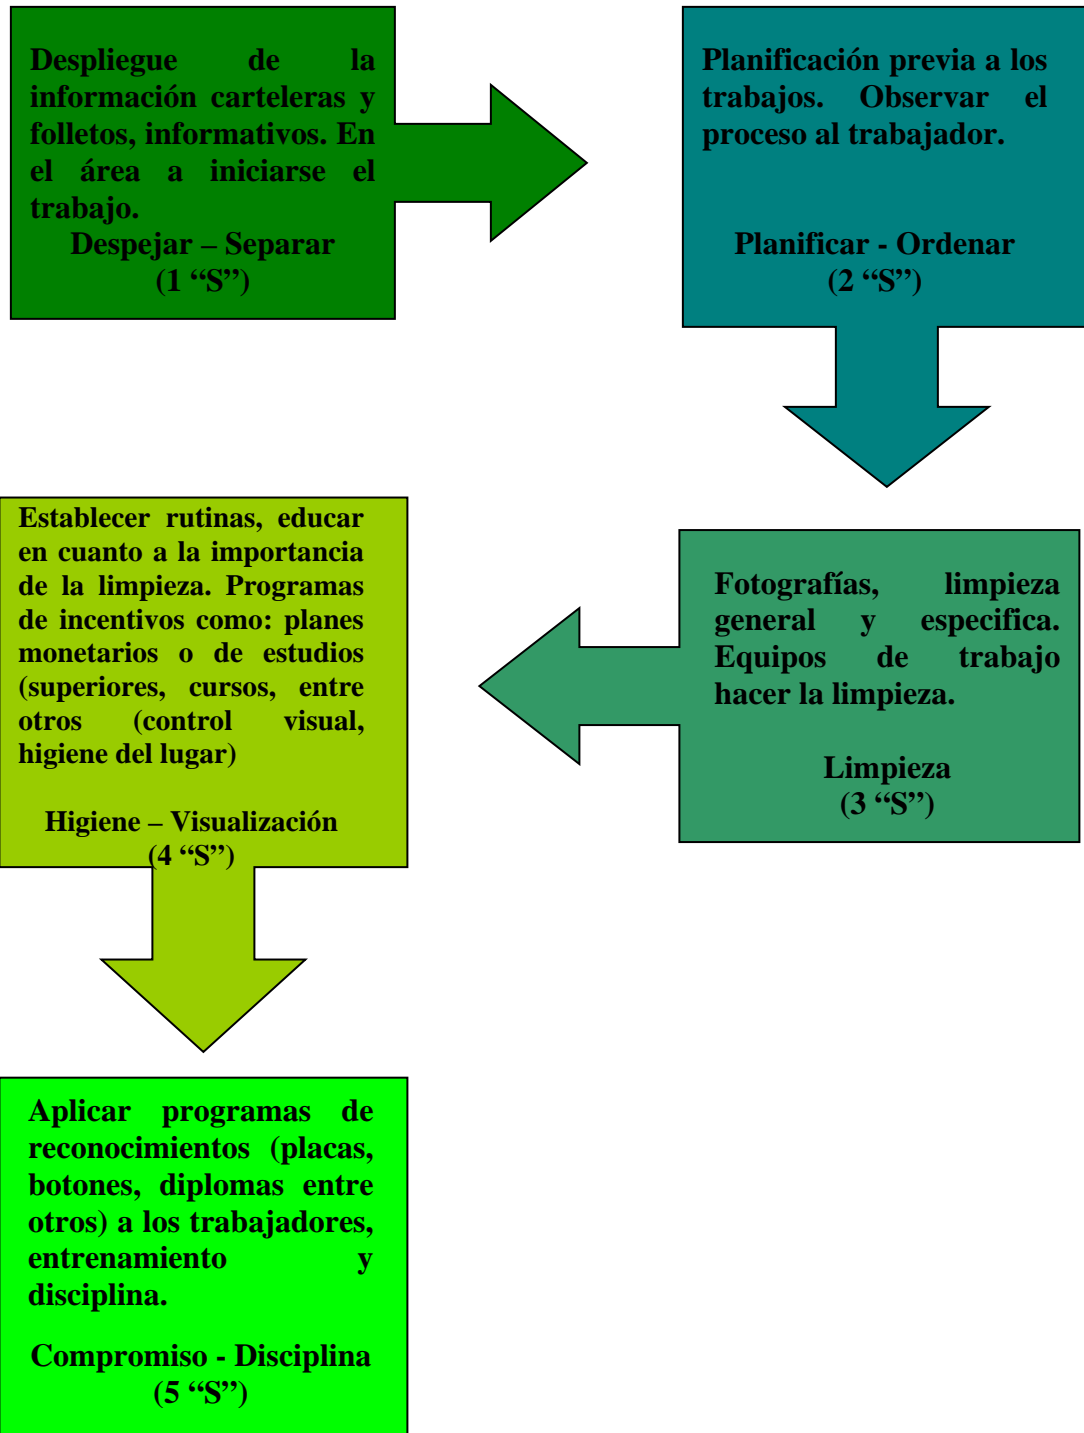 Despliegue de la
información carteleras y
folletos, informativos. En
el área a iniciarse el
trabajo.
Despejar – Separar
(1 “S”)
Planificación previa a los
trabajos. Observar el
proceso al trabajador.
Planificar - Ordenar
(2 “S”)
Fotografías, limpieza
general y especifica.
Equipos de trabajo
hacer la limpieza.
Limpieza
(3 “S”)
Establecer rutinas, educar
en cuanto a la importancia
de la limpieza. Programas
de incentivos como: planes
monetarios o de estudios
(superiores, cursos, entre
otros (control visual,
higiene del lugar)
Higiene – Visualización
(4 “S”)
Aplicar programas de
reconocimientos (placas,
botones, diplomas entre
otros) a los trabajadores,
entrenamiento y
disciplina.
Compromiso - Disciplina
(5 “S”)